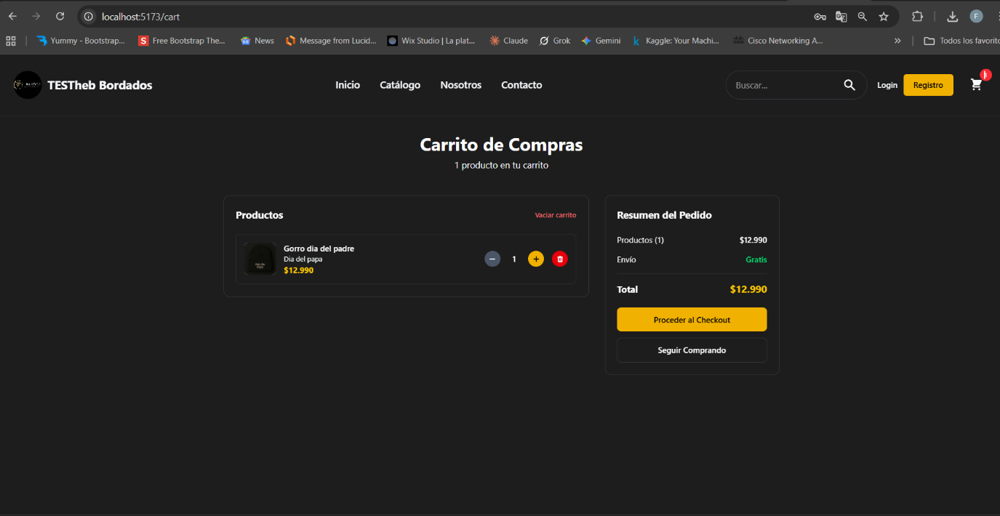 localhost:5173/cart
F
Yummy - Bootstrap...
S Free Bootstrap The...
News
Message from Lucid...
Wix Studio | La plat...
Claude
Grok
Gemini
k Kaggle: Your Machi...
Cisco Networking A...
»
Todos los favorito
TESTheb Bordados
Inicio
Catálogo
Nosotros
Contacto
Buscar...
Login
Registro
Carrito de Compras
1 producto en tu carrito
Productos
Vaciar carrito
Gorro dia del padre
Dia del papa
$12.990
− 1 +
Resumen del Pedido
Productos (1) $12.990
Envío Gratis
Total $12.990
Proceder al Checkout
Seguir Comprando